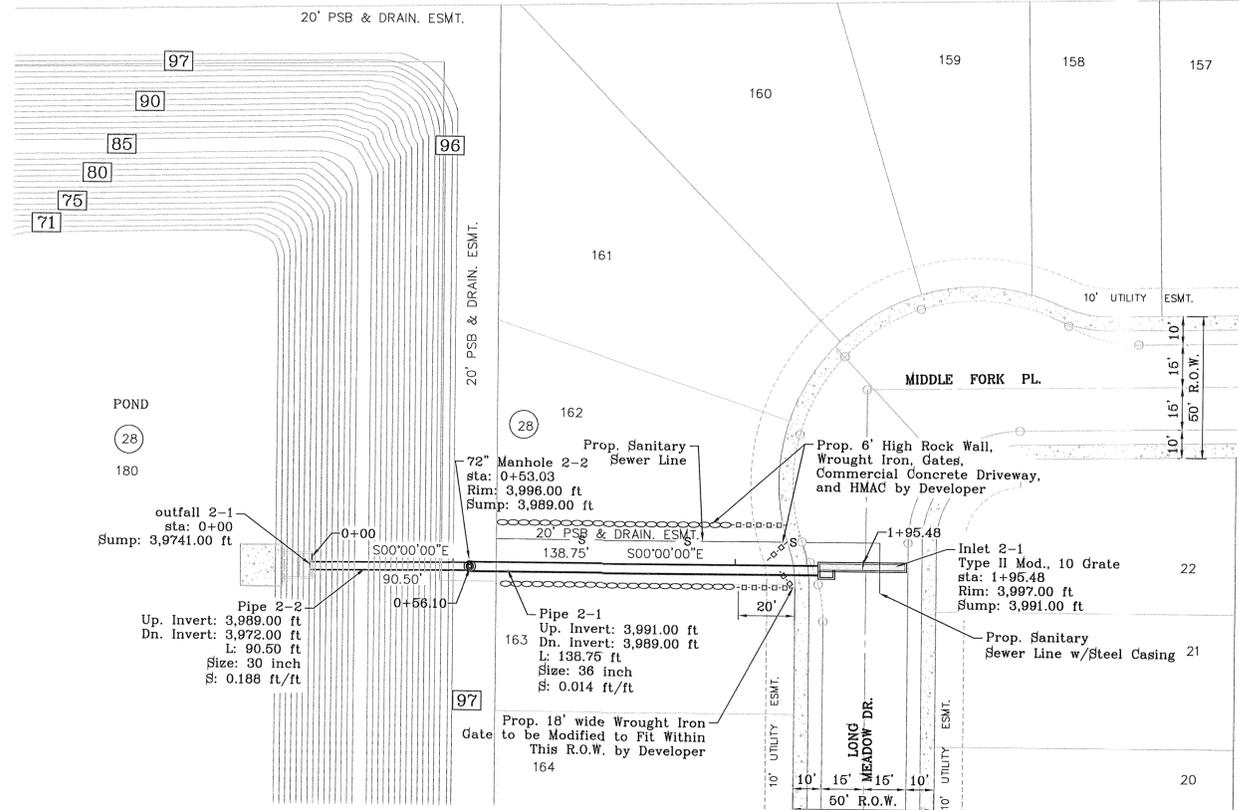 20' PSB & DRAIN. ESMT.
97
90
85
80
75
71
96
20' PSB & DRAIN. ESMT.
159
158
157
160
161
10' UTILITY ESMT.
MIDDLE FORK PL.
10'
15'
15'
10'
50' R.O.W.
POND
28
180
28
162
Prop. Sanitary
Sewer Line
Prop. 6' High Rock Wall,
Wrought Iron, Gates,
Commercial Concrete Driveway,
and HMAC by Developer
72" Manhole 2-2
sta: 0+53.03
Rim: 3,996.00 ft
Sump: 3,989.00 ft
outfall 2-1
sta: 0+00
Sump: 3,9741.00 ft
0+00
S00°00'00"E
90.50'
0+56.10
20' PSB & DRAIN. ESMT.
S
S
138.75'
S00°00'00"E
1+95.48
Inlet 2-1
Type II Mod., 10 Grate
sta: 1+95.48
Rim: 3,997.00 ft
Sump: 3,991.00 ft
22
Pipe 2-2
Up. Invert: 3,989.00 ft
Dn. Invert: 3,972.00 ft
L: 90.50 ft
Size: 30 inch
S: 0.188 ft/ft
163
Pipe 2-1
Up. Invert: 3,991.00 ft
Dn. Invert: 3,989.00 ft
L: 138.75 ft
Size: 36 inch
S: 0.014 ft/ft
20'
Prop. Sanitary
Sewer Line w/Steel Casing
21
97
Prop. 18' wide Wrought Iron
Gate to be Modified to Fit Within
This R.O.W. by Developer
164
10' UTILITY ESMT.
LONG
MEADOW DR.
10' UTILITY ESMT.
20
10'
15'
15'
10'
50' R.O.W.